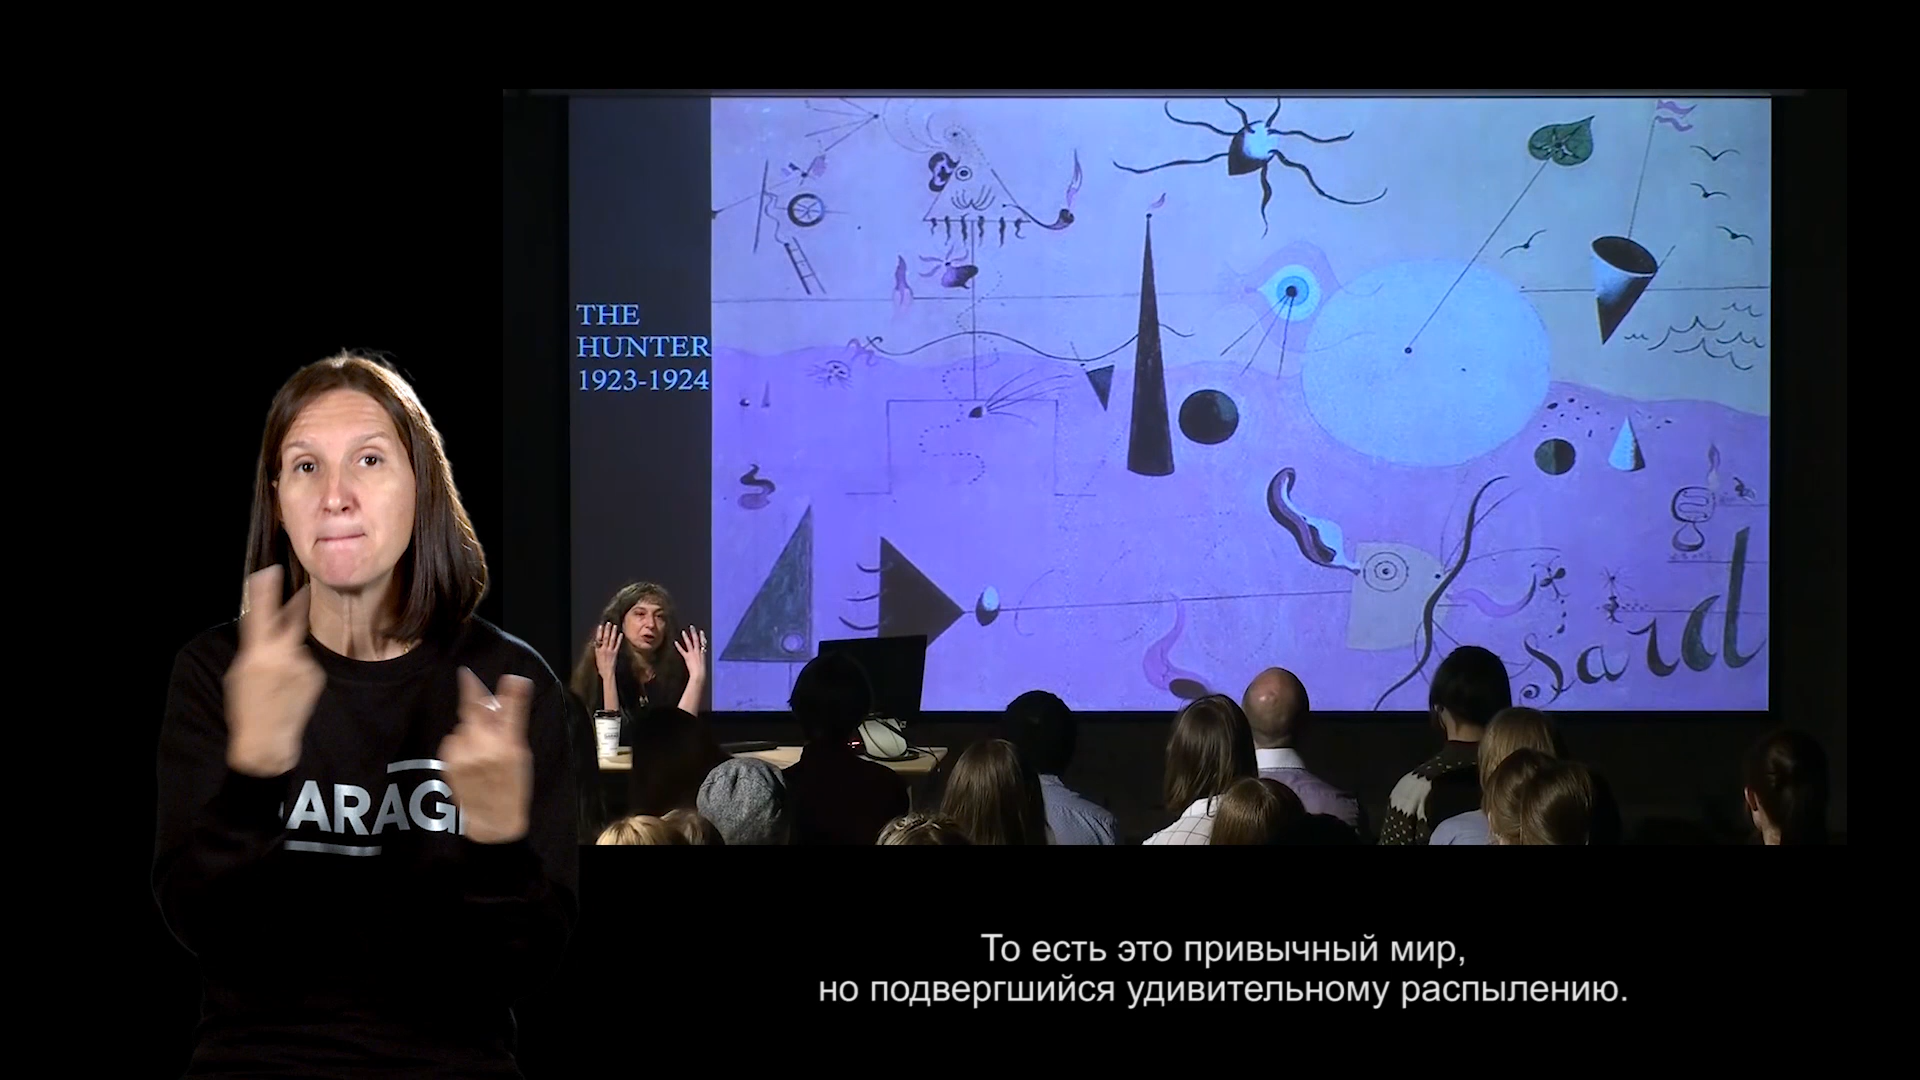 THE
HUNTER
1923-1924
sard
ARAG
То есть это привычный мир,
но подвергшийся удивительному распылению.